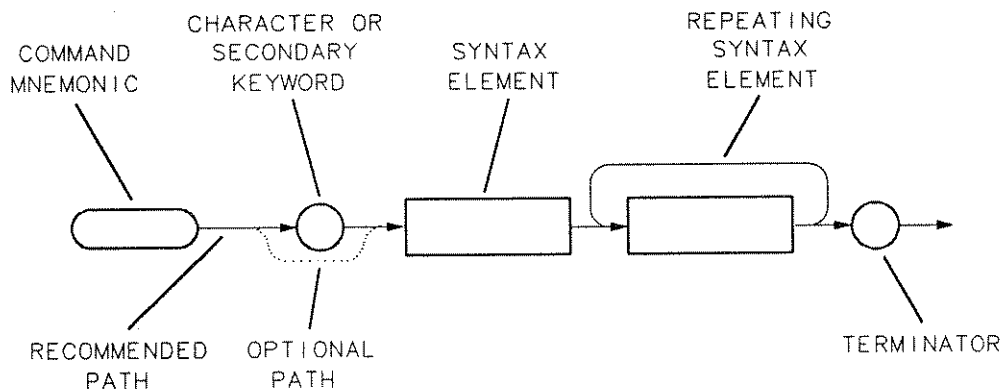 COMMAND
MNEMONIC
CHARACTER OR
SECONDARY
KEYWORD
SYNTAX
ELEMENT
REPEATING
SYNTAX
ELEMENT
RECOMMENDED
PATH
OPTIONAL
PATH
TERMINATOR